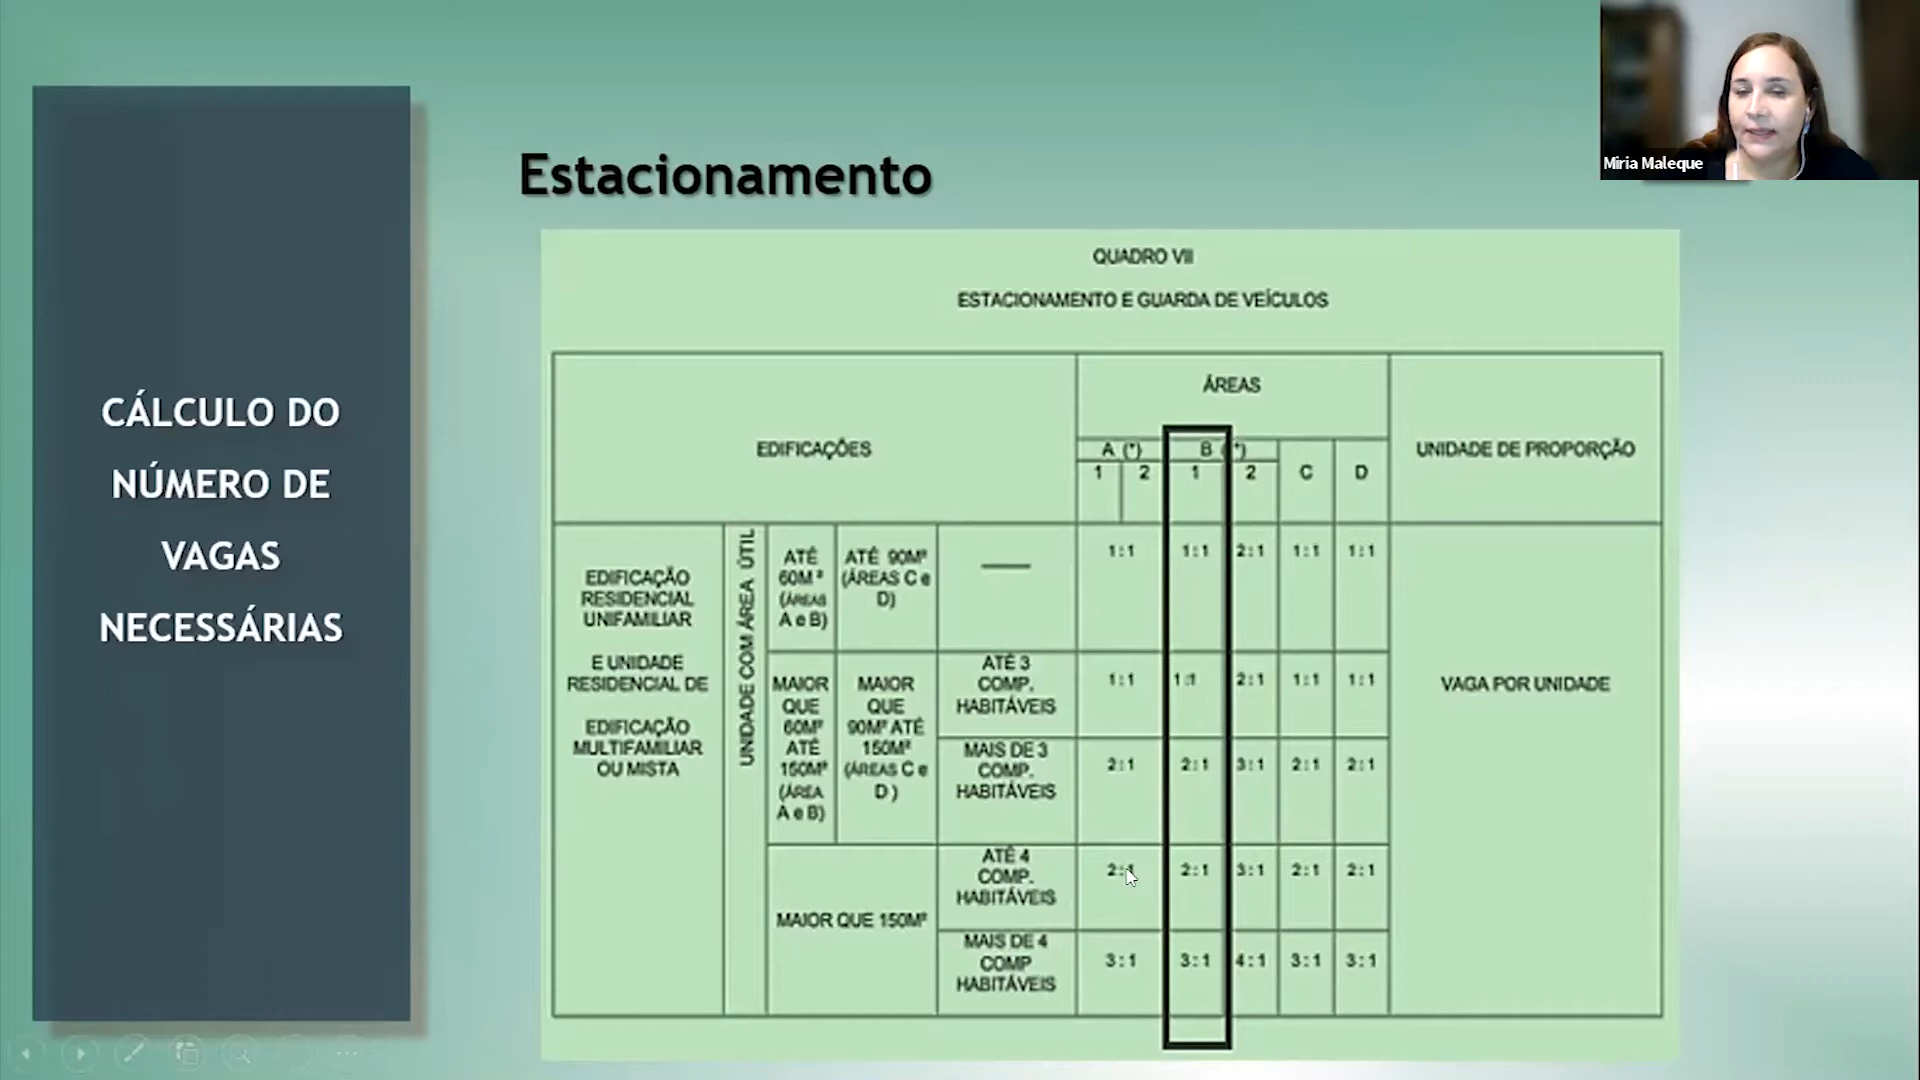 Miria Maleque
CÁLCULO DO
NÚMERO DE
VAGAS
NECESSÁRIAS
Estacionamento
QUADRO VII
ESTACIONAMENTO E GUARDA DE VEÍCULOS
EDIFICAÇÕES
ÁREAS
A (*)
B (*)
1
2
1
2
C
D
UNIDADE DE PROPORÇÃO
EDIFICAÇÃO
RESIDENCIAL
UNIFAMILIAR
E UNIDADE
RESIDENCIAL DE
EDIFICAÇÃO
MULTIFAMILIAR
OU MISTA
UNIDADE COM ÁREA ÚTIL
ATÉ
60M²
(ÁREAS
A e B)
ATÉ 90M²
(ÁREAS C e
D)
1:1
1:1
2:1
1:1
1:1
MAIOR
QUE
60M²
ATÉ
150M²
(ÁREA
A e B)
MAIOR
QUE
90M² ATÉ
150M²
(ÁREAS C e
D )
ATÉ 3
COMP.
HABITÁVEIS
1:1
1:1
2:1
1:1
1:1
MAIS DE 3
COMP.
HABITÁVEIS
2:1
2:1
3:1
2:1
2:1
MAIOR QUE 150M²
ATÉ 4
COMP.
HABITÁVEIS
2:1
2:1
3:1
2:1
2:1
MAIS DE 4
COMP
HABITÁVEIS
3:1
3:1
4:1
3:1
3:1
VAGA POR UNIDADE